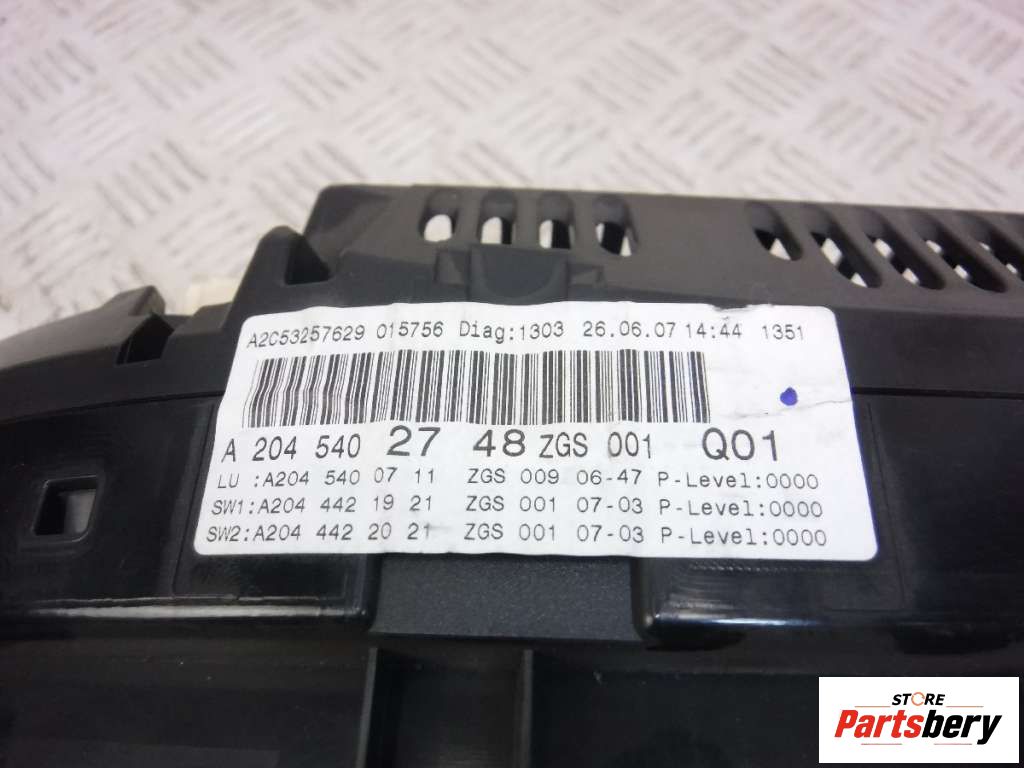 A2C53257629 015756 Diag:1303 26.06.07 14:44 1351
A 204 540 27 48 ZGS 001 Q01
LU :A204 540 07 11 ZGS 009 06-47 P-Level:0000
SW1:A204 442 19 21 ZGS 001 07-03 P-Level:0000
SW2:A204 442 20 21 ZGS 001 07-03 P-Level:0000
STORE
Partsbery